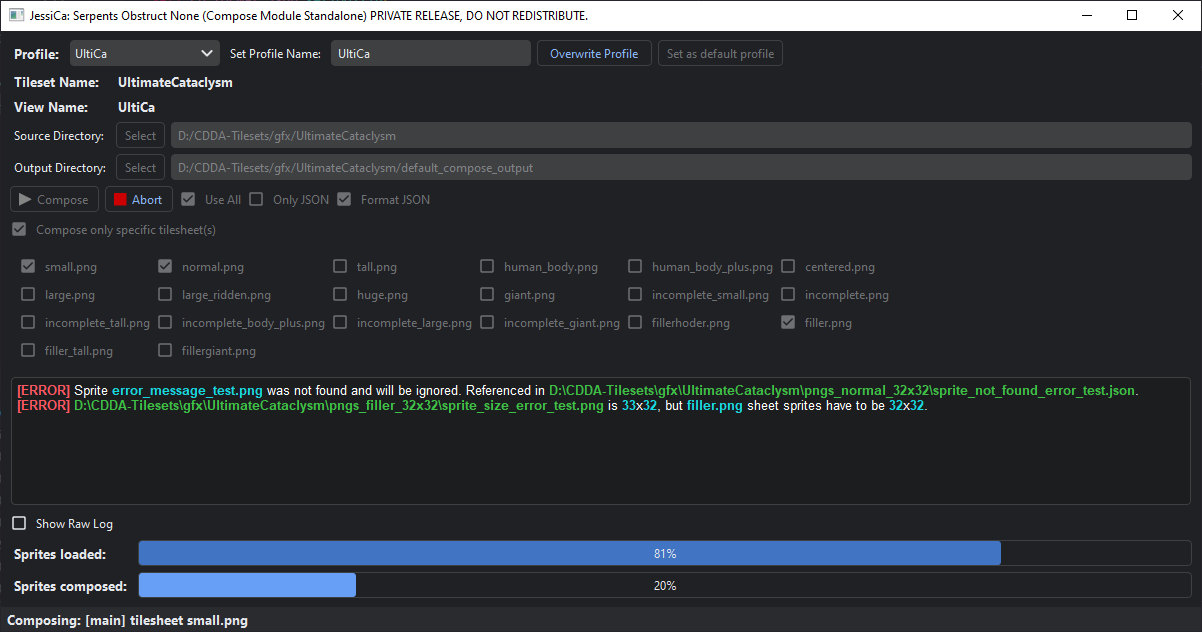 JessiCa: Serpents Obstruct None (Compose Module Standalone) PRIVATE RELEASE, DO NOT REDISTRIBUTE.
Profile: UltiCa Set Profile Name: UltiCa Overwrite Profile Set as default profile
Tileset Name: UltimateCataclysm
View Name: UltiCa
Source Directory: Select D:/CDDA-Tilesets/gfx/UltimateCataclysm
Output Directory: Select D:/CDDA-Tilesets/gfx/UltimateCataclysm/default_compose_output
Compose Abort Use All Only JSON Format JSON
Compose only specific tilesheet(s)
small.png normal.png tall.png human_body.png human_body_plus.png centered.png
large.png large_ridden.png huge.png giant.png incomplete_small.png incomplete.png
incomplete_tall.png incomplete_body_plus.png incomplete_large.png incomplete_giant.png fillerhoder.png filler.png
filler_tall.png fillergiant.png
[ERROR] Sprite error_message_test.png was not found and will be ignored. Referenced in D:\CDDA-Tilesets\gfx\UltimateCataclysm\pngs_normal_32x32\sprite_not_found_error_test.json.
[ERROR] D:\CDDA-Tilesets\gfx\UltimateCataclysm\pngs_filler_32x32\sprite_size_error_test.png is 33x32, but filler.png sheet sprites have to be 32x32.
Show Raw Log
Sprites loaded: 81%
Sprites composed: 20%
Composing: [main] tilesheet small.png